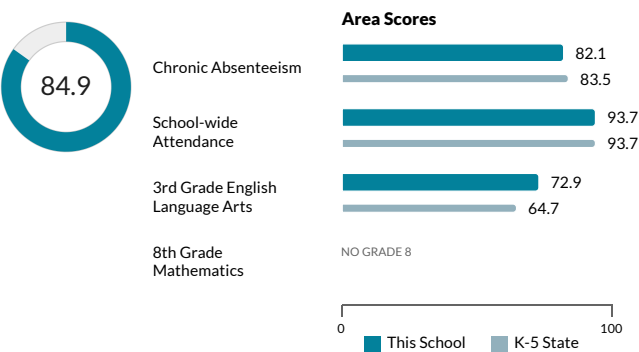 84.9
Area Scores
Chronic Absenteeism
82.1
83.5
School-wide
Attendance
93.7
93.7
3rd Grade English
Language Arts
72.9
64.7
8th Grade
Mathematics
NO GRADE 8
0
100
This School
K-5 State